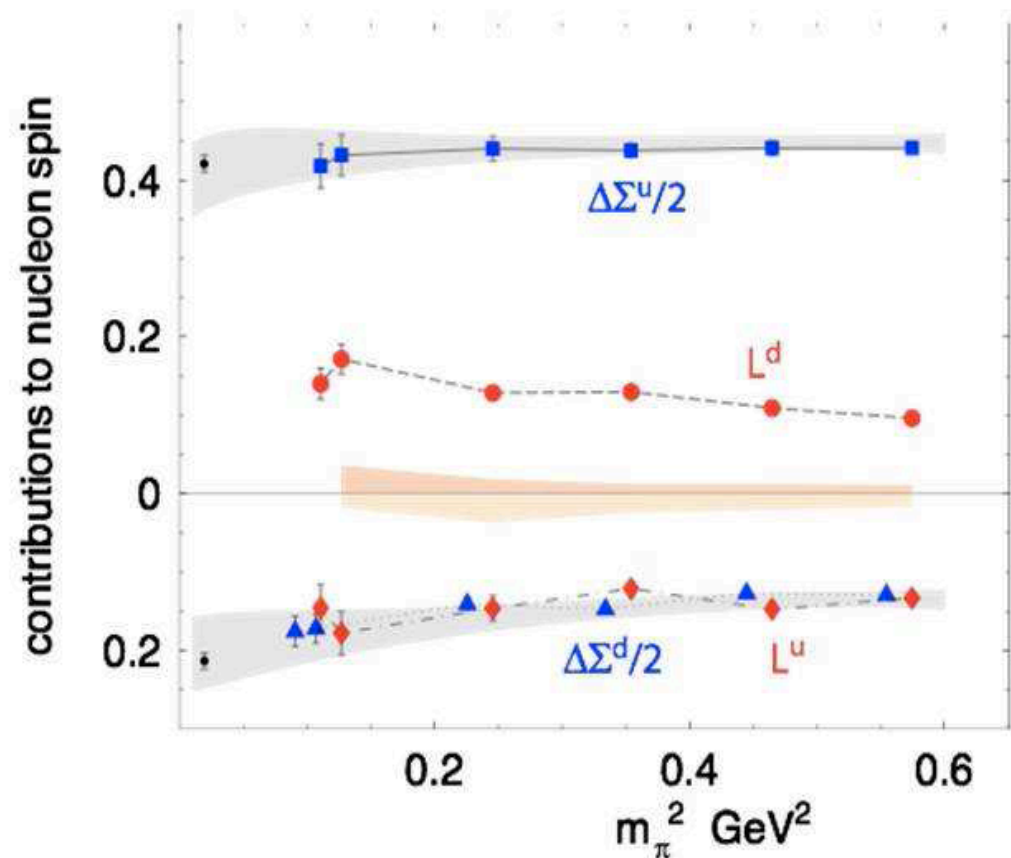 contributions to nucleon spin
0.4
0.2
0
0.2
ΔΣᵘ/2
Lᵈ
ΔΣᵈ/2
Lᵘ
0.2
0.4
0.6
mπ² GeV²